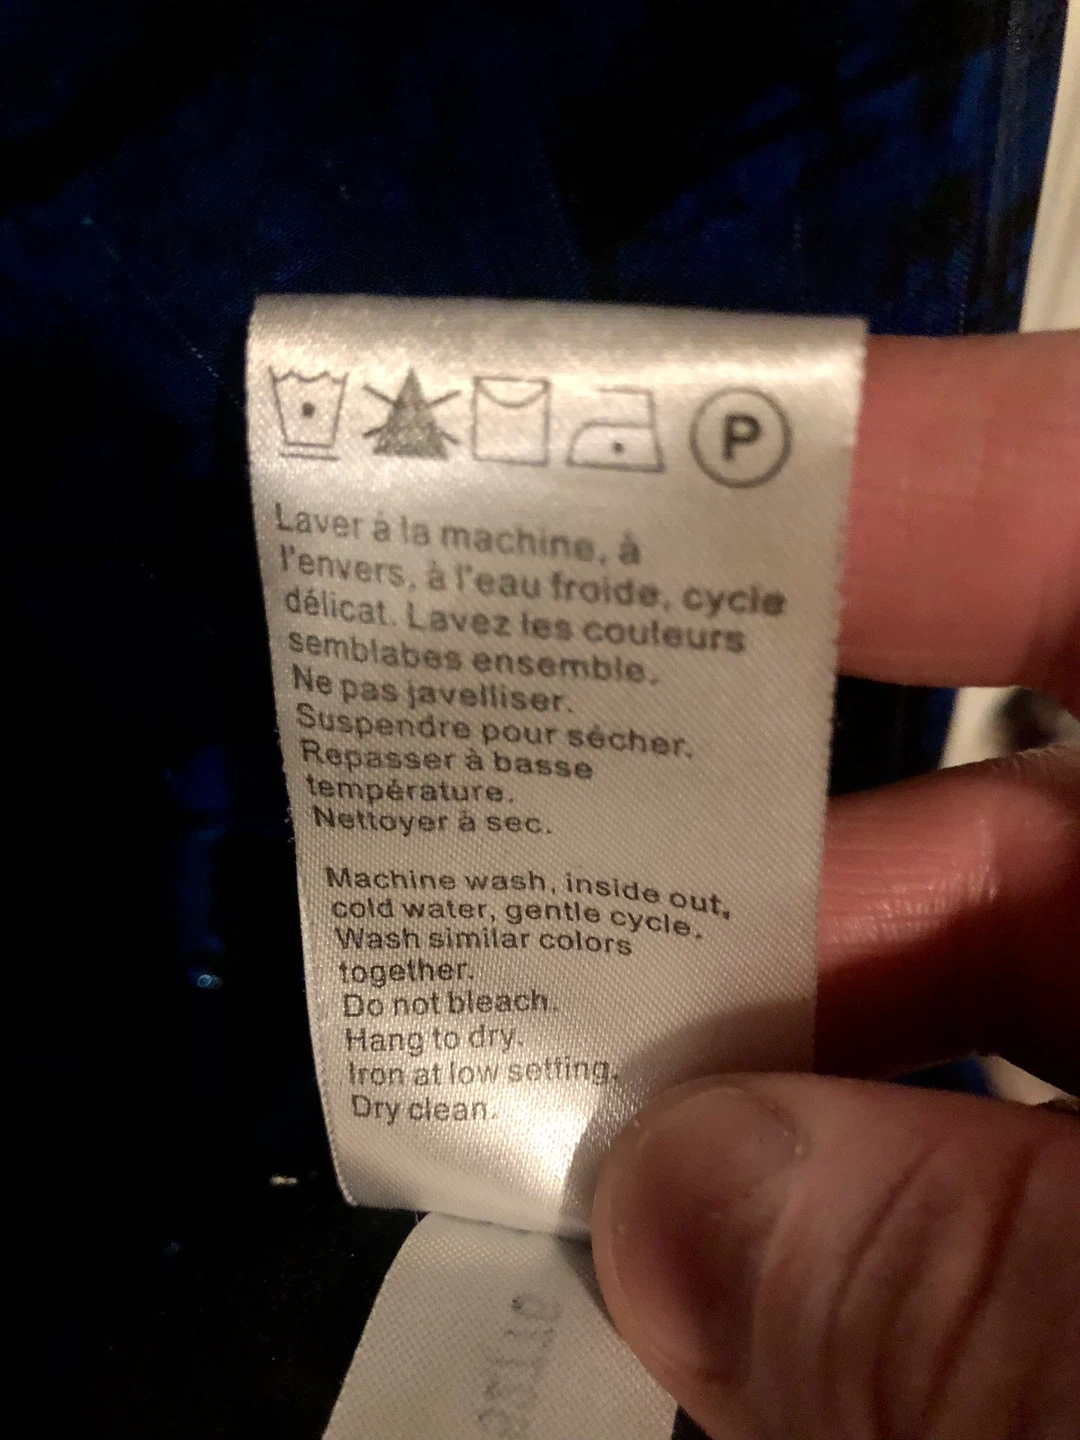 P
Laver à la machine, à
l'envers, à l'eau froide, cycle
délicat. Lavez les couleurs
semblabes ensemble.
Ne pas javelliser.
Suspendre pour sécher.
Repasser à basse
température.
Nettoyer à sec.
Machine wash, inside out,
cold water, gentle cycle.
Wash similar colors
together.
Do not bleach.
Hang to dry.
Iron at low setting.
Dry clean.